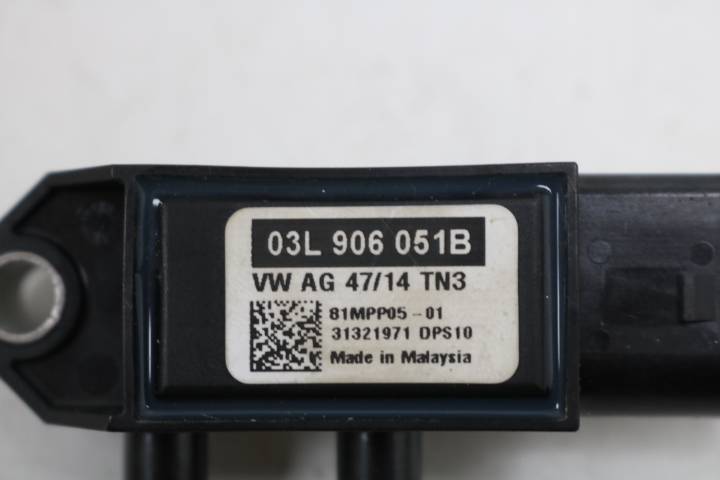 03L 906 051B
VW AG 47/14 TN3
81MPP05-01
31321971 DPS10
Made in Malaysia